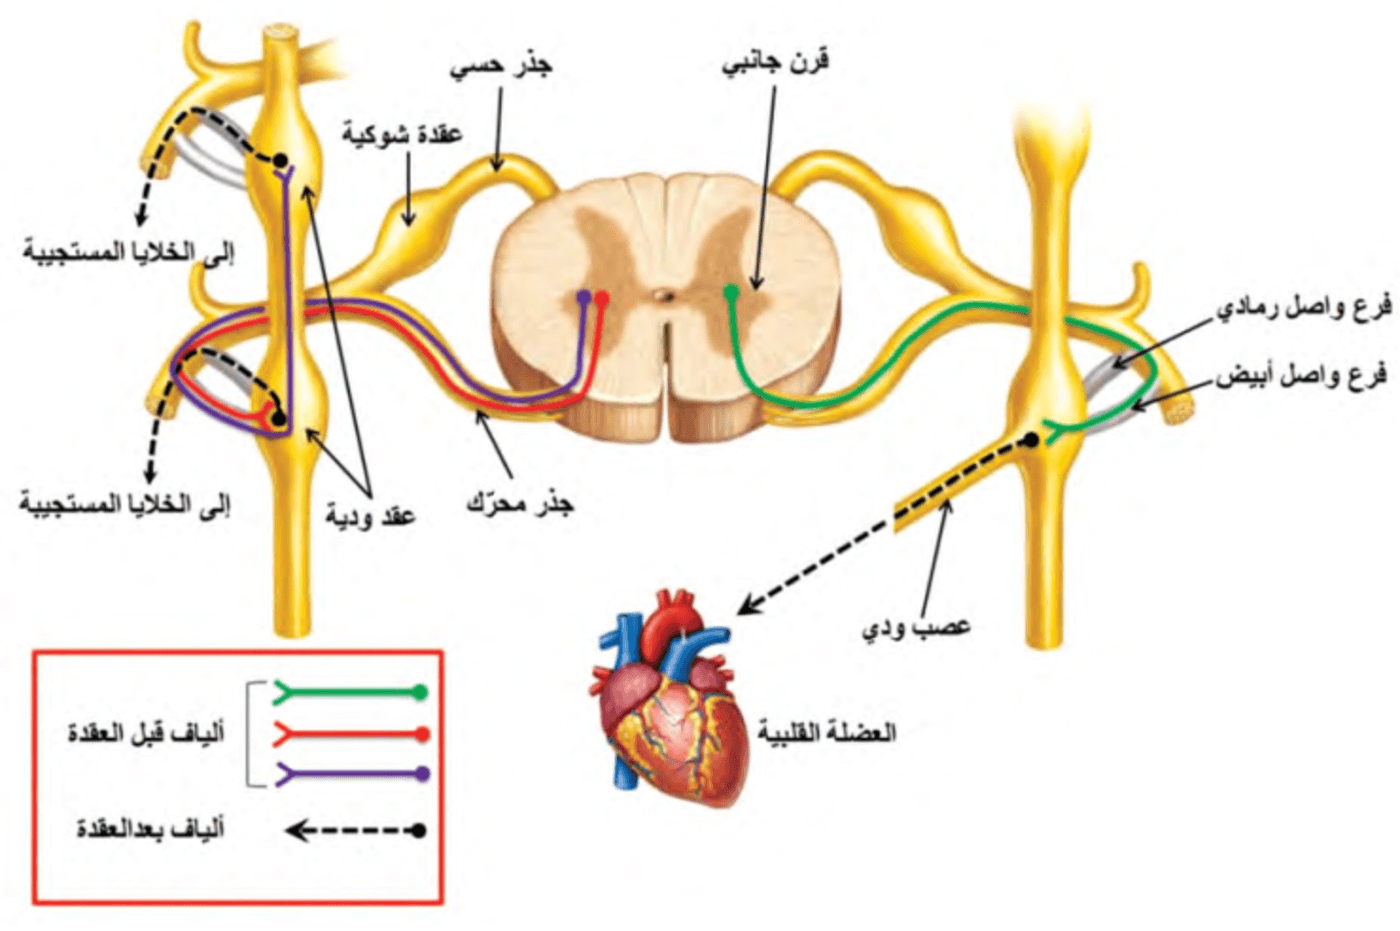 جذر حسي
قرن جانبي
عقدة شوكية
إلى الخلايا المستجيبة
فرع واصل رمادي
فرع واصل أبيض
إلى الخلايا المستجيبة
عقد ودية
جذر محرّك
عصب ودي
العضلة القلبية
ألياف قبل العقدة
ألياف بعدالعقدة